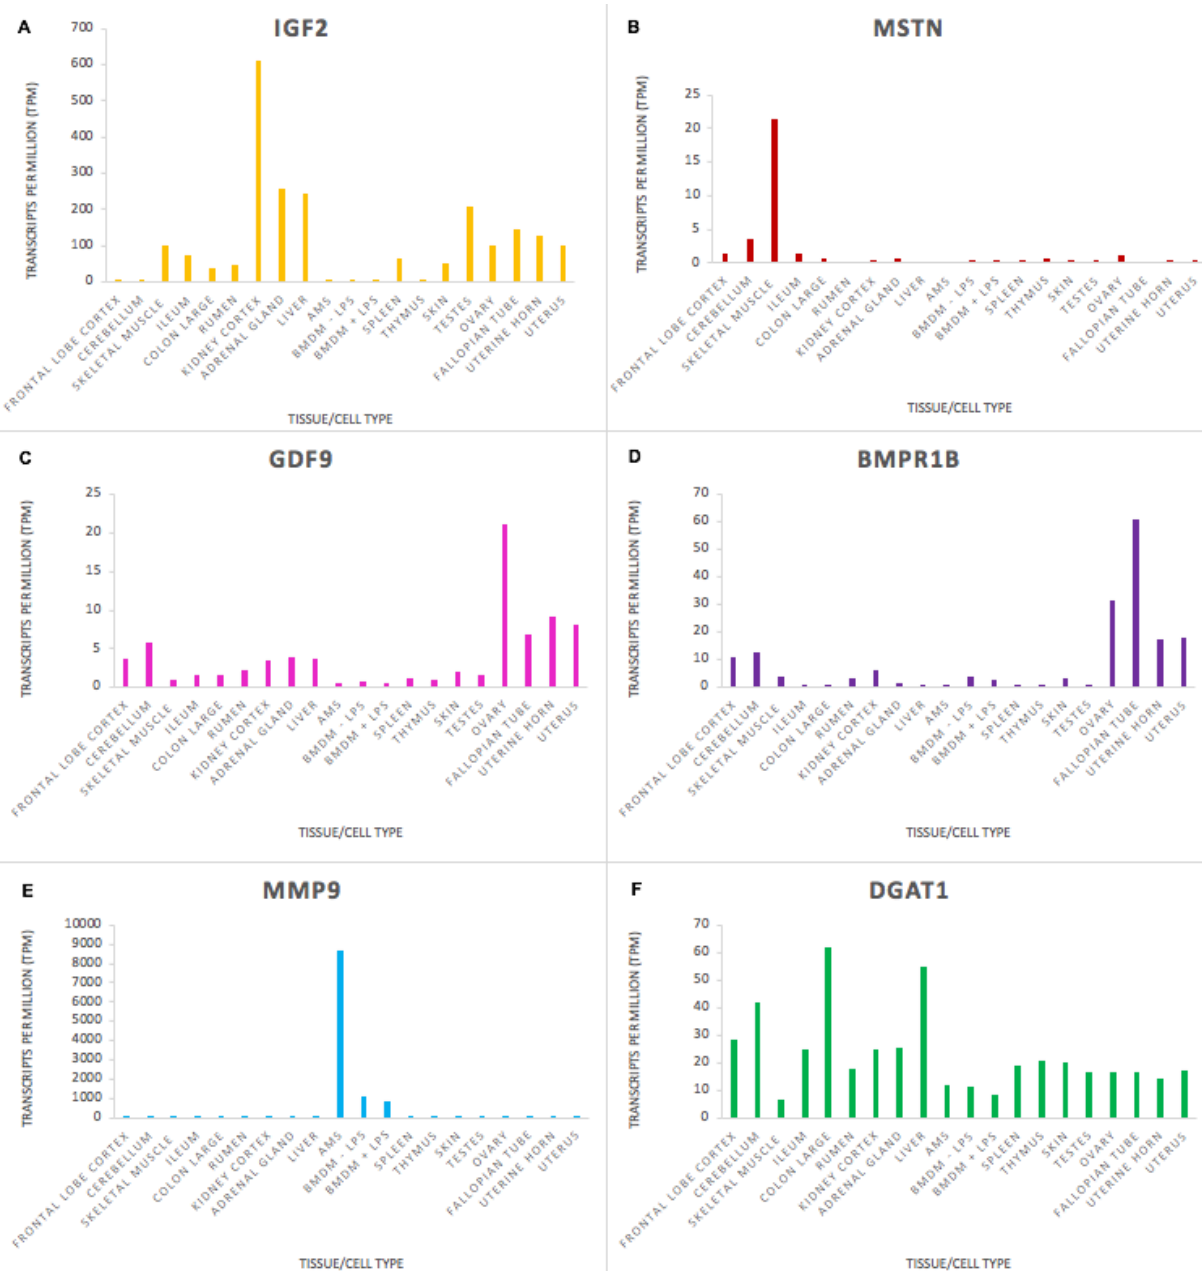 A
IGF2
TRANSCRIPTS PER MILLION (TPM)
700
600
500
400
300
200
100
0
FRONTAL LOBE CORTEX
CEREBELLUM
SKELETAL MUSCLE
ILEUM
COLON LARGE
RUMEN
KIDNEY CORTEX
ADRENAL GLAND
LIVER
AMS
BMDM - LPS
BMDM + LPS
SPLEEN
THYMUS
SKIN
TESTES
OVARY
FALLOPIAN TUBE
UTERINE HORN
UTERUS
TISSUE/CELL TYPE
B
MSTN
TRANSCRIPTS PER MILLION (TPM)
25
20
15
10
5
0
FRONTAL LOBE CORTEX
CEREBELLUM
SKELETAL MUSCLE
ILEUM
COLON LARGE
RUMEN
KIDNEY CORTEX
ADRENAL GLAND
LIVER
AMS
BMDM - LPS
BMDM + LPS
SPLEEN
THYMUS
SKIN
TESTES
OVARY
FALLOPIAN TUBE
UTERINE HORN
UTERUS
TISSUE/CELL TYPE
C
GDF9
TRANSCRIPTS PER MILLION (TPM)
25
20
15
10
5
0
FRONTAL LOBE CORTEX
CEREBELLUM
SKELETAL MUSCLE
ILEUM
COLON LARGE
RUMEN
KIDNEY CORTEX
ADRENAL GLAND
LIVER
AMS
BMDM - LPS
BMDM + LPS
SPLEEN
THYMUS
SKIN
TESTES
OVARY
FALLOPIAN TUBE
UTERINE HORN
UTERUS
TISSUE/CELL TYPE
D
BMPR1B
TRANSCRIPTS PER MILLION (TPM)
70
60
50
40
30
20
10
0
FRONTAL LOBE CORTEX
CEREBELLUM
SKELETAL MUSCLE
ILEUM
COLON LARGE
RUMEN
KIDNEY CORTEX
ADRENAL GLAND
LIVER
AMS
BMDM - LPS
BMDM + LPS
SPLEEN
THYMUS
SKIN
TESTES
OVARY
FALLOPIAN TUBE
UTERINE HORN
UTERUS
TISSUE/CELL TYPE
E
MMP9
TRANSCRIPTS PER MILLION (TPM)
10000
9000
8000
7000
6000
5000
4000
3000
2000
1000
0
FRONTAL LOBE CORTEX
CEREBELLUM
SKELETAL MUSCLE
ILEUM
COLON LARGE
RUMEN
KIDNEY CORTEX
ADRENAL GLAND
LIVER
AMS
BMDM - LPS
BMDM + LPS
SPLEEN
THYMUS
SKIN
TESTES
OVARY
FALLOPIAN TUBE
UTERINE HORN
UTERUS
TISSUE/CELL TYPE
F
DGAT1
TRANSCRIPTS PER MILLION (TPM)
70
60
50
40
30
20
10
0
FRONTAL LOBE CORTEX
CEREBELLUM
SKELETAL MUSCLE
ILEUM
COLON LARGE
RUMEN
KIDNEY CORTEX
ADRENAL GLAND
LIVER
AMS
BMDM - LPS
BMDM + LPS
SPLEEN
THYMUS
SKIN
TESTES
OVARY
FALLOPIAN TUBE
UTERINE HORN
UTERUS
TISSUE/CELL TYPE